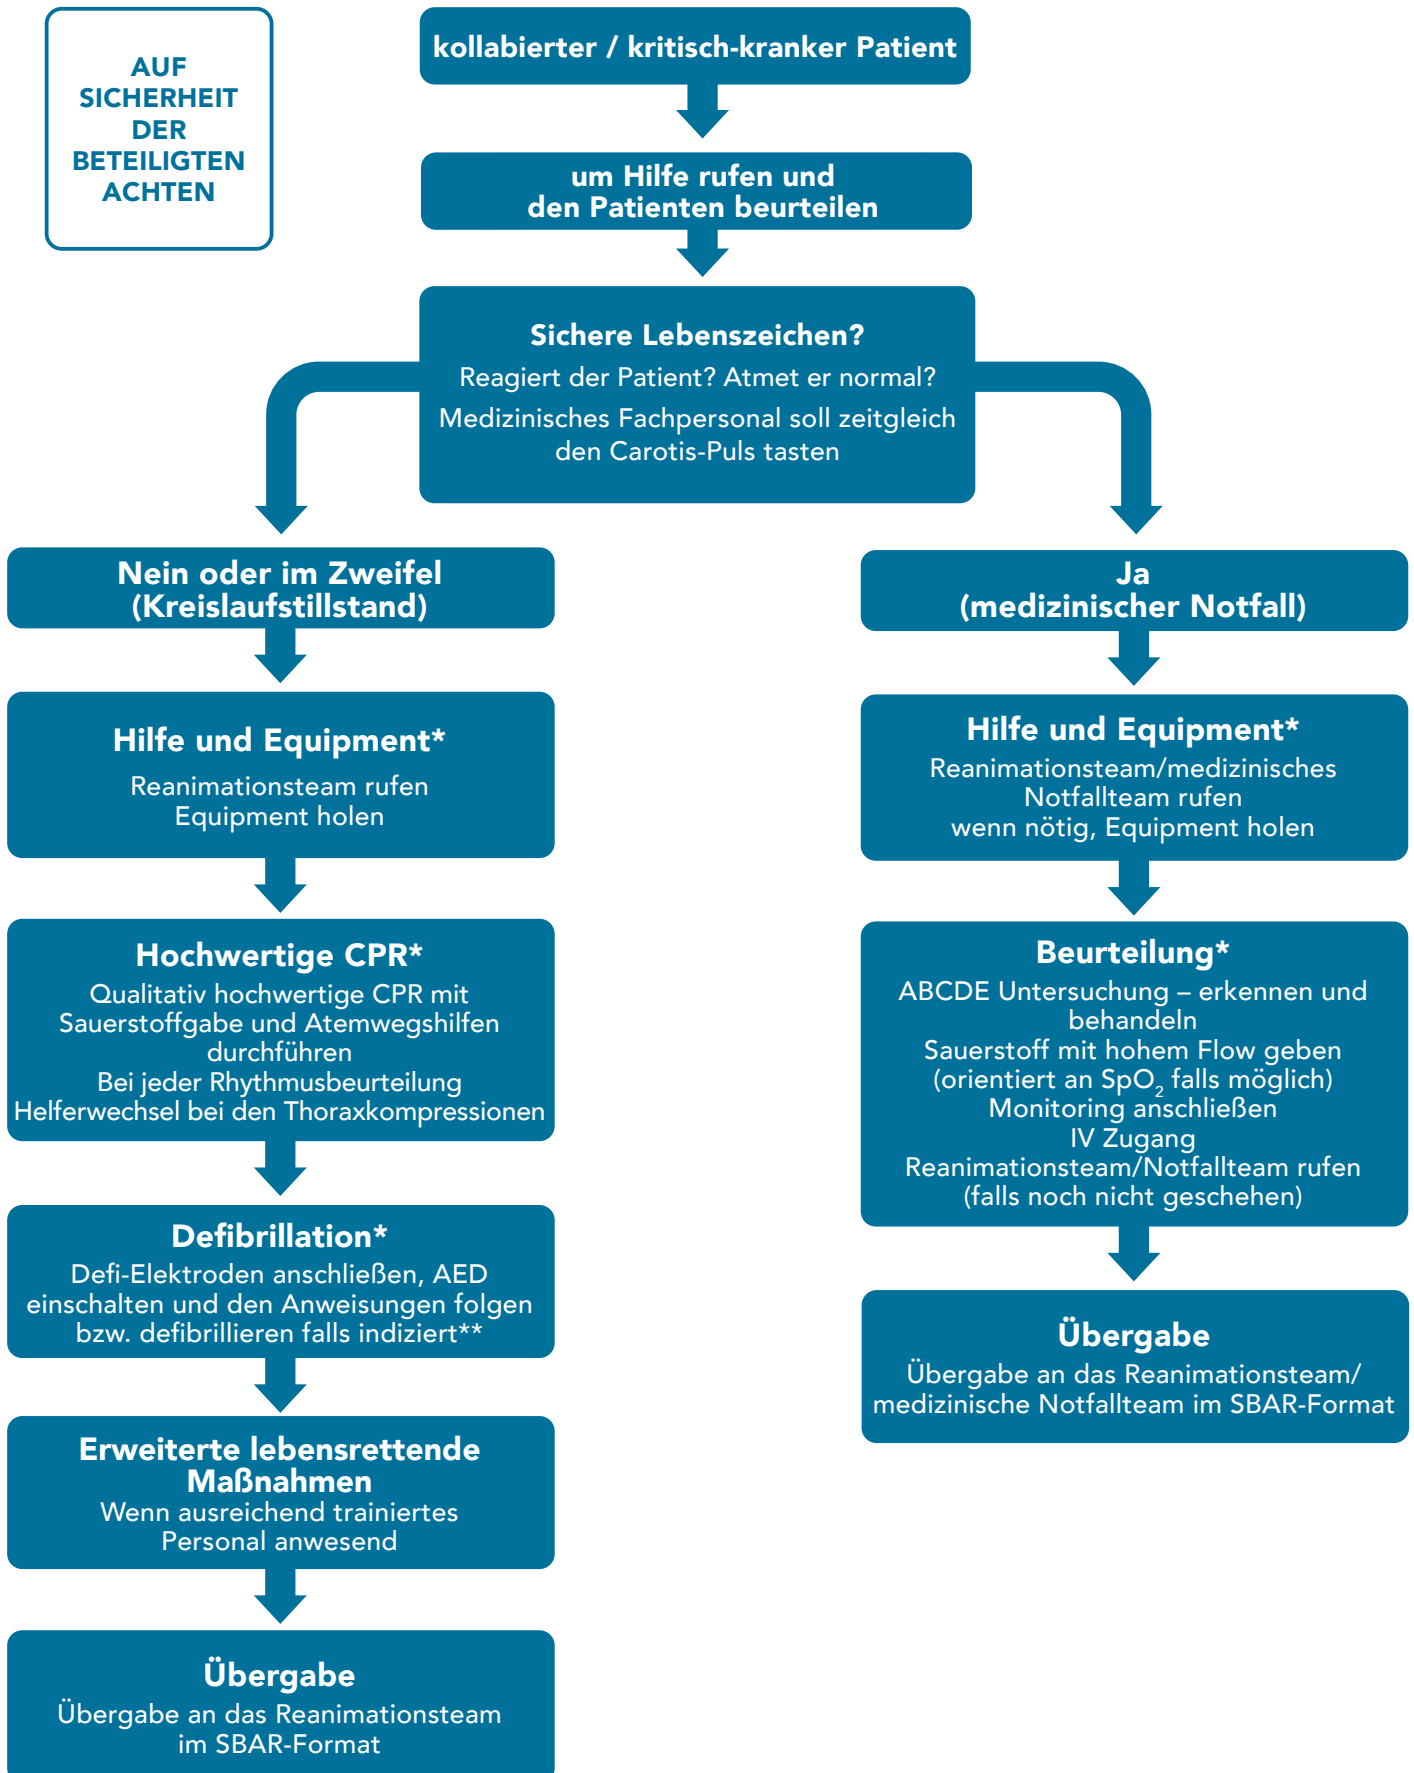 AUF
SICHERHEIT
DER
BETEILIGTEN
ACHTEN
kollabierter / kritisch-kranker Patient
um Hilfe rufen und
den Patienten beurteilen
Sichere Lebenszeichen?
Reagiert der Patient? Atmet er normal?
Medizinisches Fachpersonal soll zeitgleich
den Carotis-Puls tasten
Nein oder im Zweifel
(Kreislaufstillstand)
Hilfe und Equipment*
Reanimationsteam rufen
Equipment holen
Hochwertige CPR*
Qualitativ hochwertige CPR mit
Sauerstoffgabe und Atemwegshilfen
durchführen
Bei jeder Rhythmusbeurteilung
Helferwechsel bei den Thoraxkompressionen
Defibrillation*
Defi-Elektroden anschließen, AED
einschalten und den Anweisungen folgen
bzw. defibrillieren falls indiziert**
Erweiterte lebensrettende
Maßnahmen
Wenn ausreichend trainiertes
Personal anwesend
Übergabe
Übergabe an das Reanimationsteam
im SBAR-Format
Ja
(medizinischer Notfall)
Hilfe und Equipment*
Reanimationsteam/medizinisches
Notfallteam rufen
wenn nötig, Equipment holen
Beurteilung*
ABCDE Untersuchung – erkennen und
behandeln
Sauerstoff mit hohem Flow geben
(orientiert an SpO₂ falls möglich)
Monitoring anschließen
IV Zugang
Reanimationsteam/Notfallteam rufen
(falls noch nicht geschehen)
Übergabe
Übergabe an das Reanimationsteam/
medizinische Notfallteam im SBAR-Format